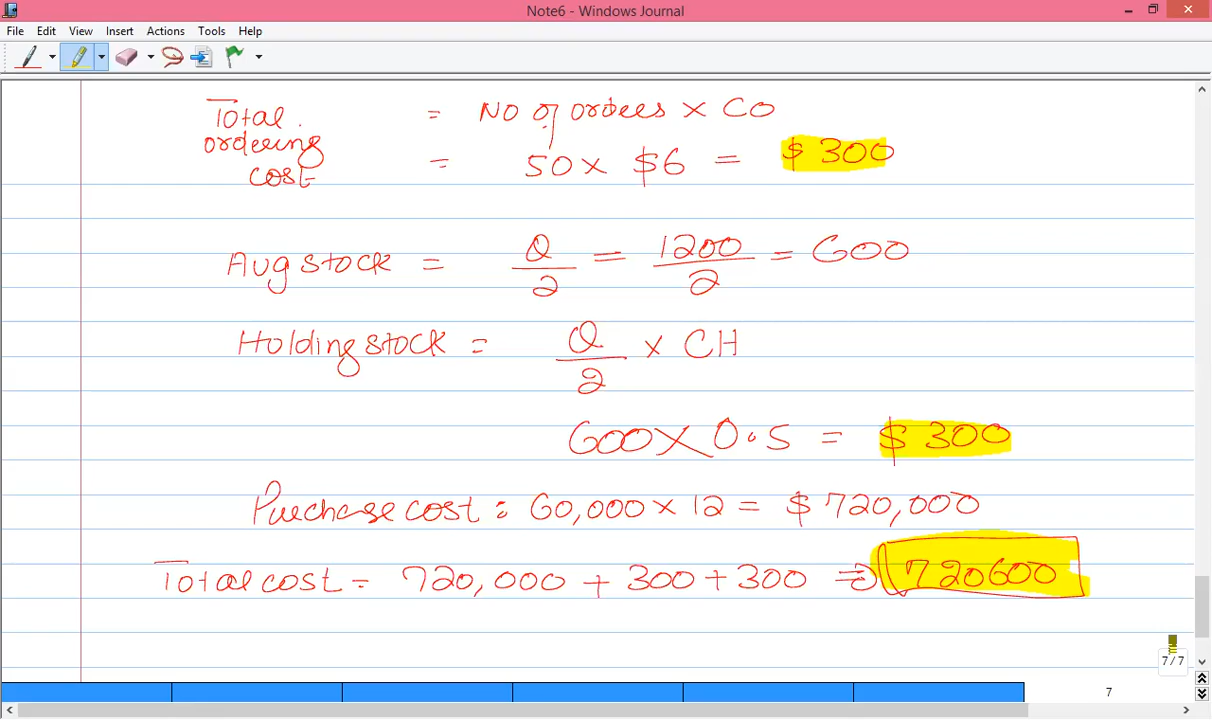 Note6 - Windows Journal
File Edit View Insert Actions Tools Help
Total ordering cost = No of orders × CO
= 50 × $6 = $ 300
Avg stock = Q/2 = 1200/2 = 600
Holding stock = Q/2 × CH
600 × 0.5 = $ 300
Purchase cost : 60,000 × 12 = $ 720,000
Total cost = 720,000 + 300 + 300 ⇒ 720600
7 / 7
7